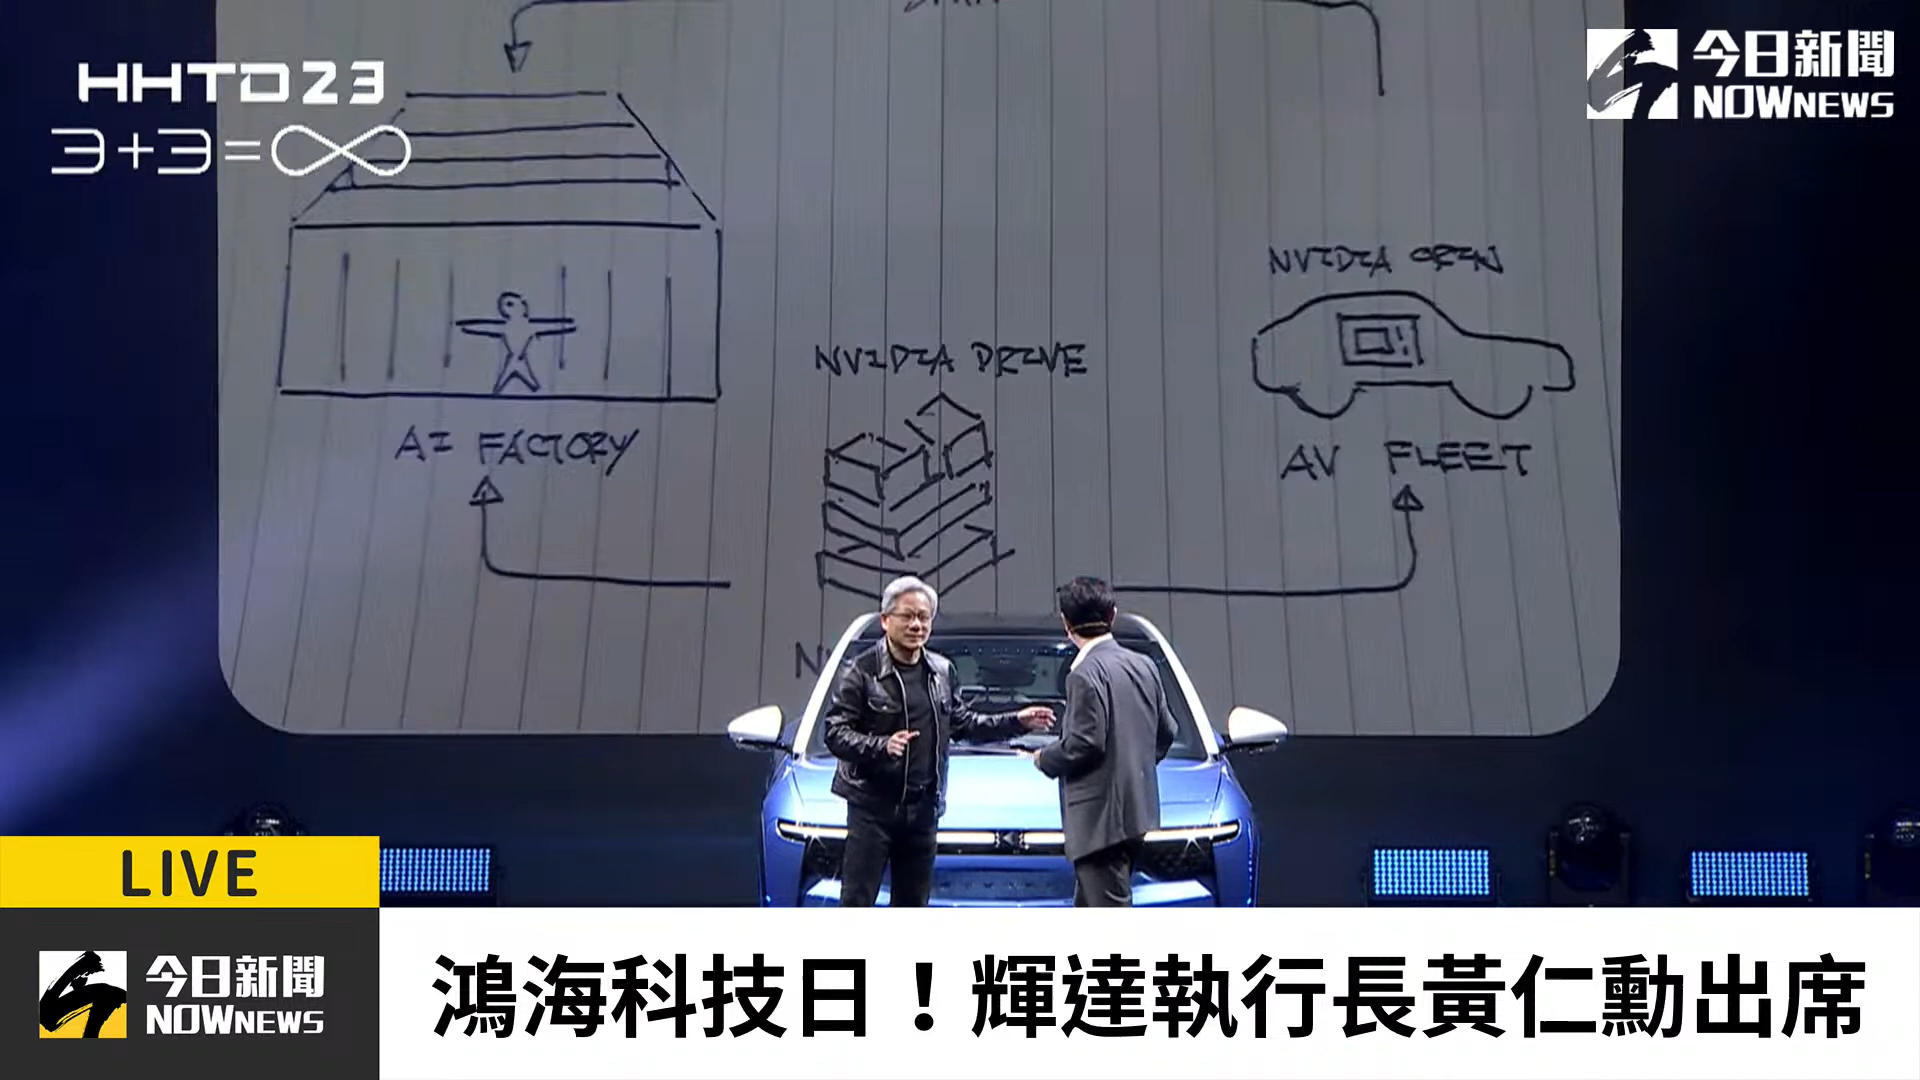 HHTD23
3+3=∞
今日新聞
NOWNEWS
NVIDIA ORIN
NVIDIA DRIVE
AI FACTORY
AV FLEET
LIVE
今日新聞
NOWNEWS
鴻海科技日！輝達執行長黃仁勳出席